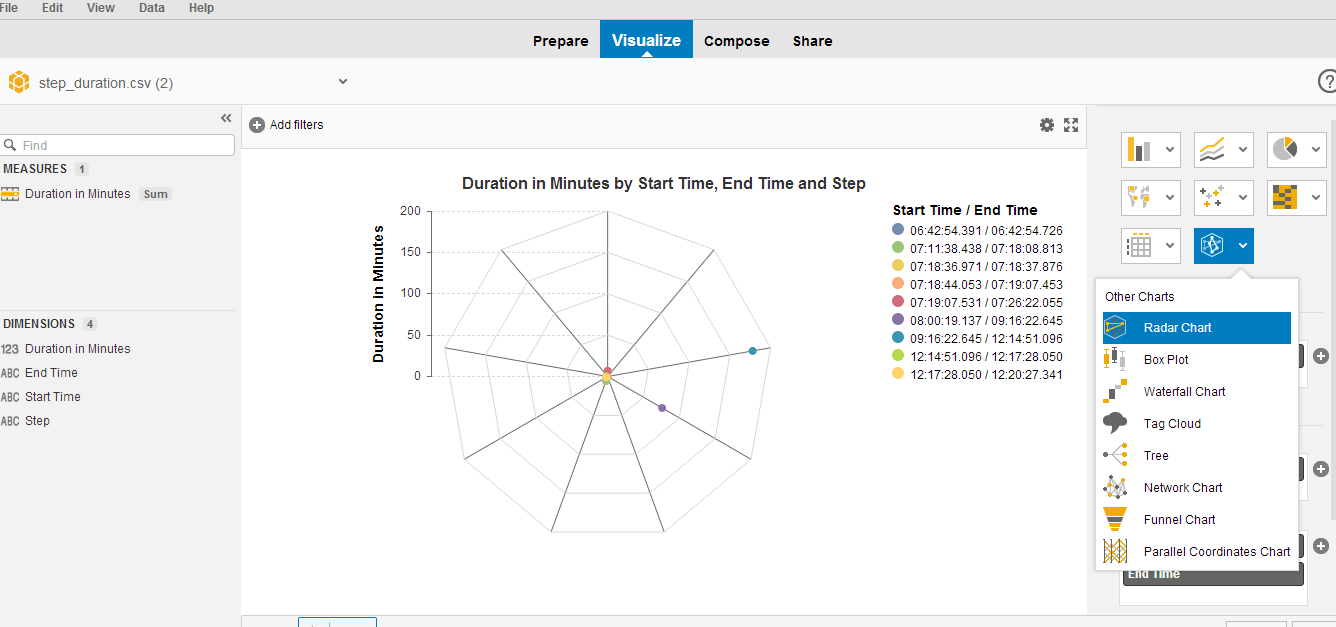 File Edit View Data Help
Prepare Visualize Compose Share
step_duration.csv (2)
?
Find
MEASURES 1
Duration in Minutes Sum
DIMENSIONS 4
123 Duration in Minutes
ABC End Time
ABC Start Time
ABC Step
Add filters
Duration in Minutes by Start Time, End Time and Step
Duration in Minutes
200
150
100
50
0
Start Time / End Time
06:42:54.391 / 06:42:54.726
07:11:38.438 / 07:18:08.813
07:18:36.971 / 07:18:37.876
07:18:44.053 / 07:19:07.453
07:19:07.531 / 07:26:22.055
08:00:19.137 / 09:16:22.645
09:16:22.645 / 12:14:51.096
12:14:51.096 / 12:17:28.050
12:17:28.050 / 12:20:27.341
Other Charts
Radar Chart
Box Plot
Waterfall Chart
Tag Cloud
Tree
Network Chart
Funnel Chart
Parallel Coordinates Chart
End Time